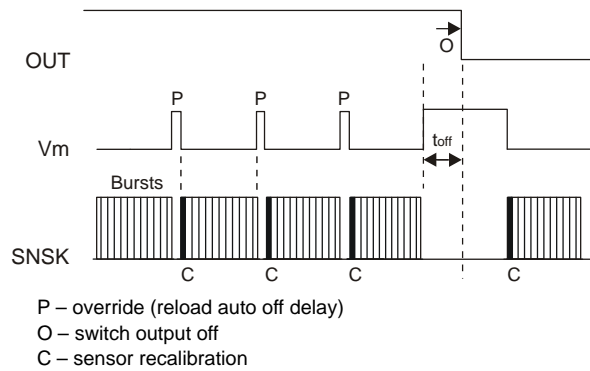 O
OUT
P P P
toff
Vm
Bursts
SNSK
C C C C
P – override (reload auto off delay)
O – switch output off
C – sensor recalibration